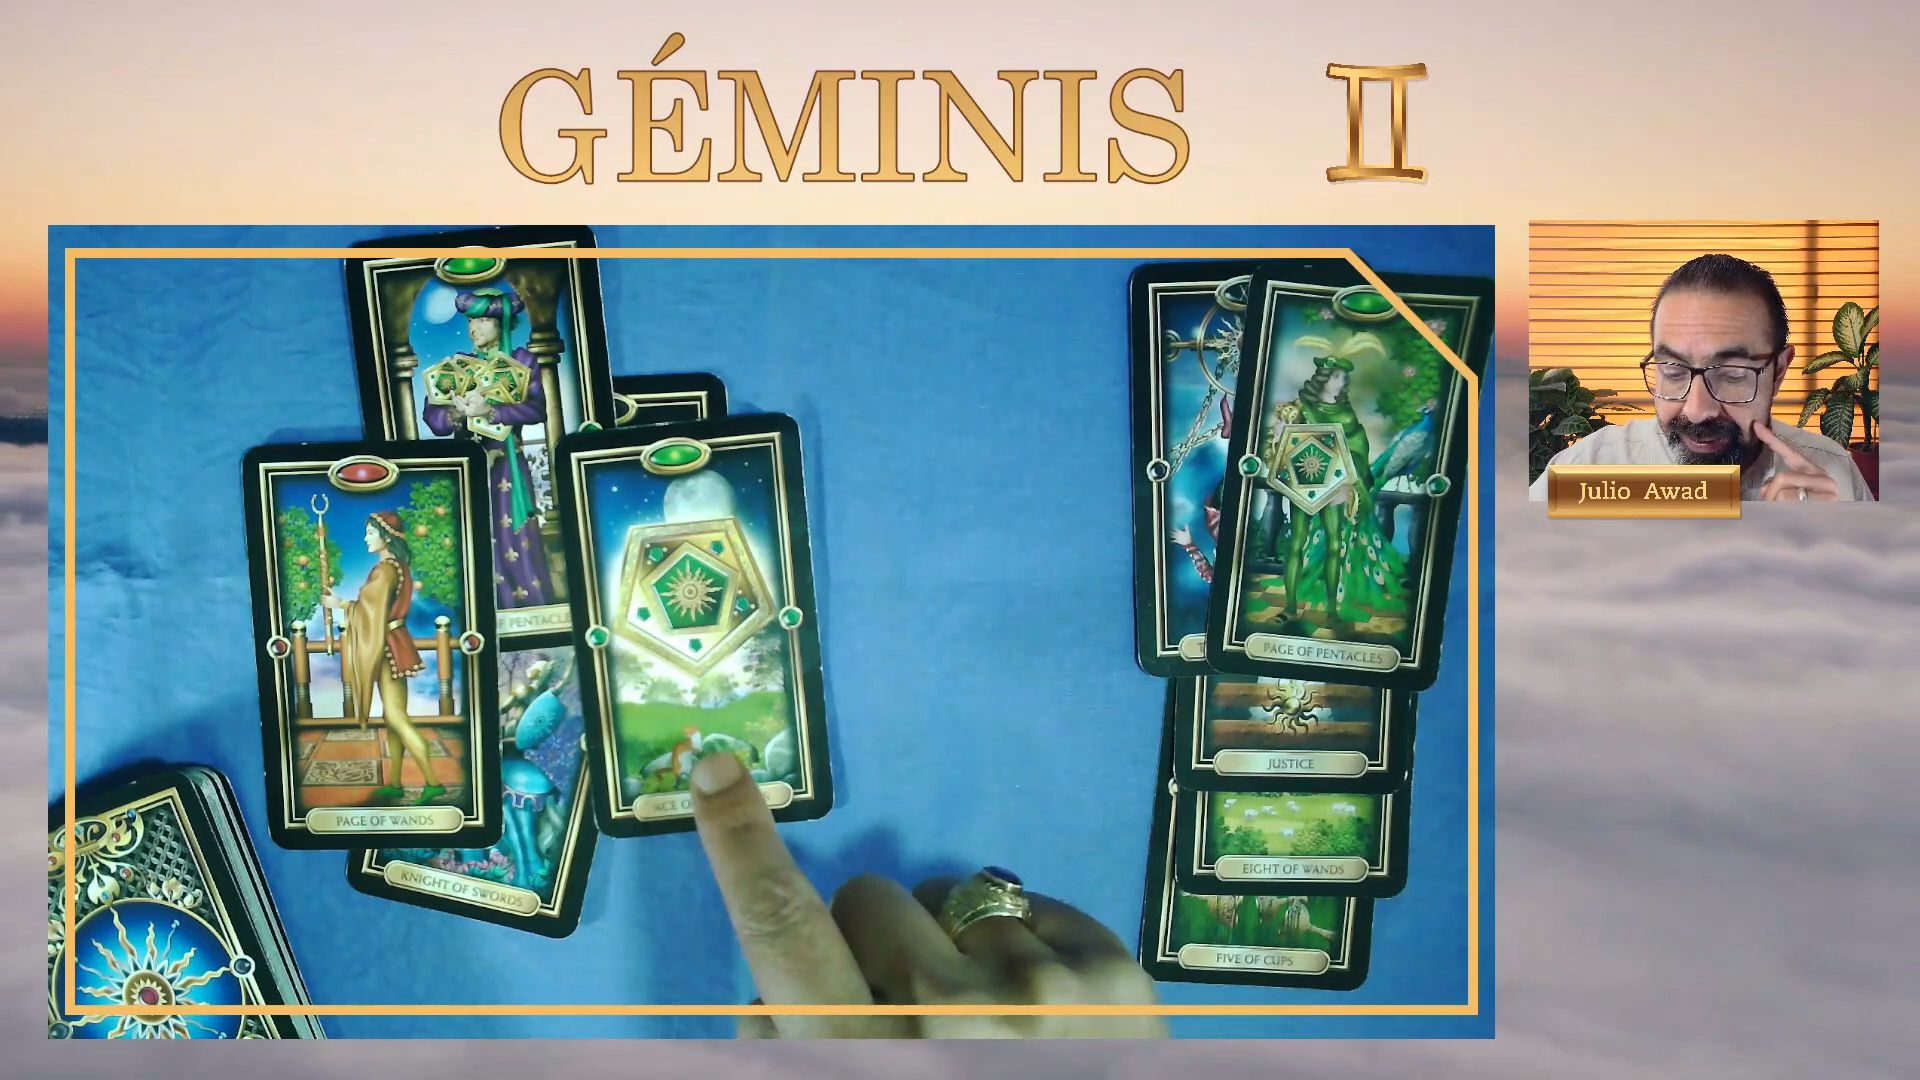 GÉMINIS
Julio Awad
F PENTACLE
PAGE OF PENTACLES
JUSTICE
PAGE OF WANDS
EIGHT OF WANDS
KNIGHT OF SWORDS
FIVE OF CUPS